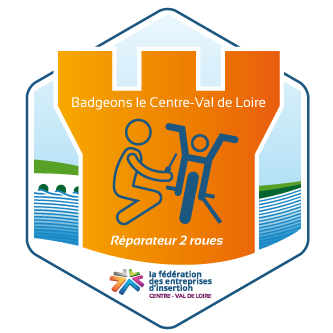 Badgeons le Centre-Val de Loire
Réparateur 2 roues
la fédération
des entreprises
d'insertion
CENTRE - VAL DE LOIRE